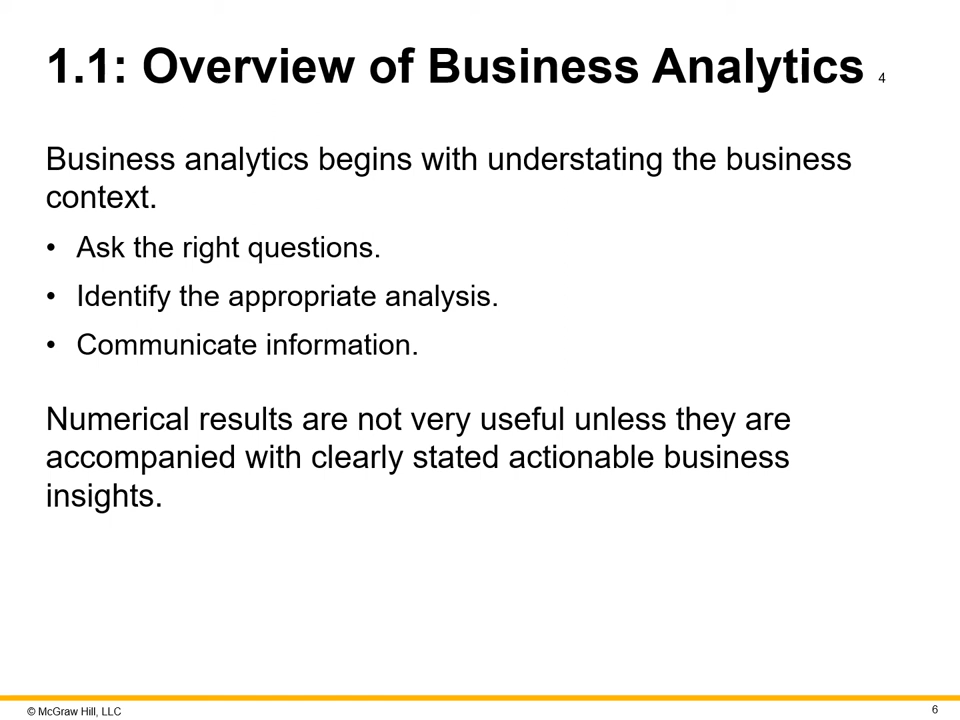 1.1: Overview of Business Analytics 4
Business analytics begins with understating the business
context.
• Ask the right questions.
• Identify the appropriate analysis.
• Communicate information.
Numerical results are not very useful unless they are
accompanied with clearly stated actionable business
insights.
© McGraw Hill, LLC
6